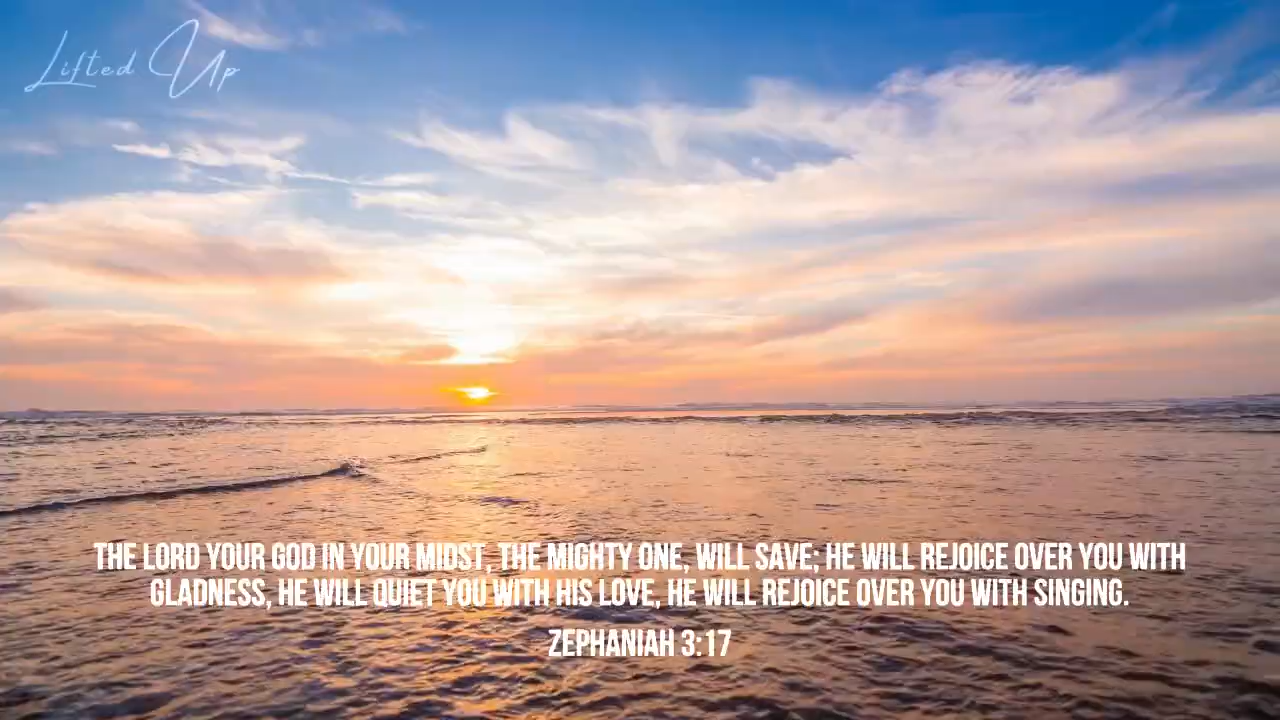 Lifted Up
THE LORD YOUR GOD IN YOUR MIDST, THE MIGHTY ONE, WILL SAVE; HE WILL REJOICE OVER YOU WITH
GLADNESS, HE WILL QUIET YOU WITH HIS LOVE, HE WILL REJOICE OVER YOU WITH SINGING.
ZEPHANIAH 3:17